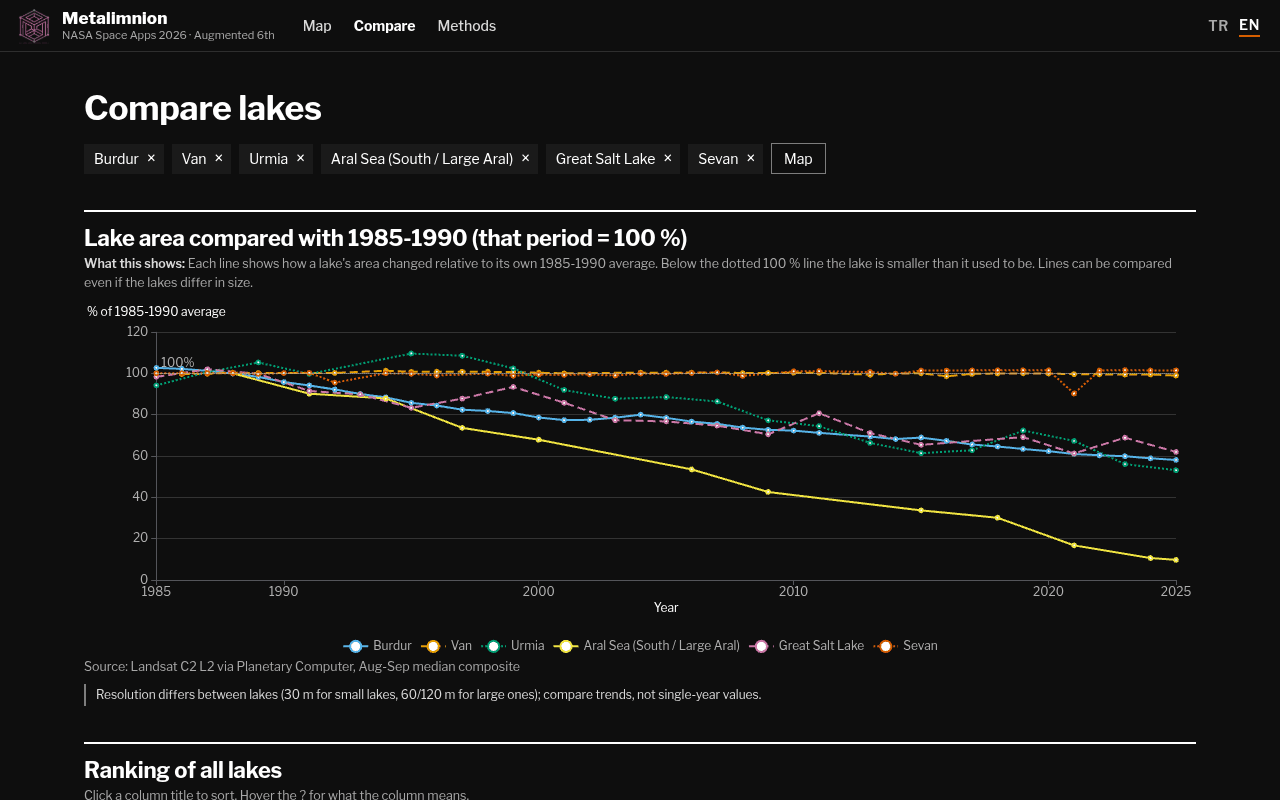 Metalimnion
NASA Space Apps 2026 · Augmented 6th
Map
Compare
Methods
TR
EN
Compare lakes
Burdur ×
Van ×
Urmia ×
Aral Sea (South / Large Aral) ×
Great Salt Lake ×
Sevan ×
Map
Lake area compared with 1985-1990 (that period = 100 %)
What this shows: Each line shows how a lake's area changed relative to its own 1985-1990 average. Below the dotted 100 % line the lake is smaller than it used to be. Lines can be compared
even if the lakes differ in size.
% of 1985-1990 average
120
100%
100
80
60
40
20
0
1985
1990
2000
2010
2020
2025
Year
Burdur
Van
Urmia
Aral Sea (South / Large Aral)
Great Salt Lake
Sevan
Source: Landsat C2 L2 via Planetary Computer, Aug-Sep median composite
Resolution differs between lakes (30 m for small lakes, 60/120 m for large ones); compare trends, not single-year values.
Ranking of all lakes
Click a column title to sort. Hover the ? for what the column means.